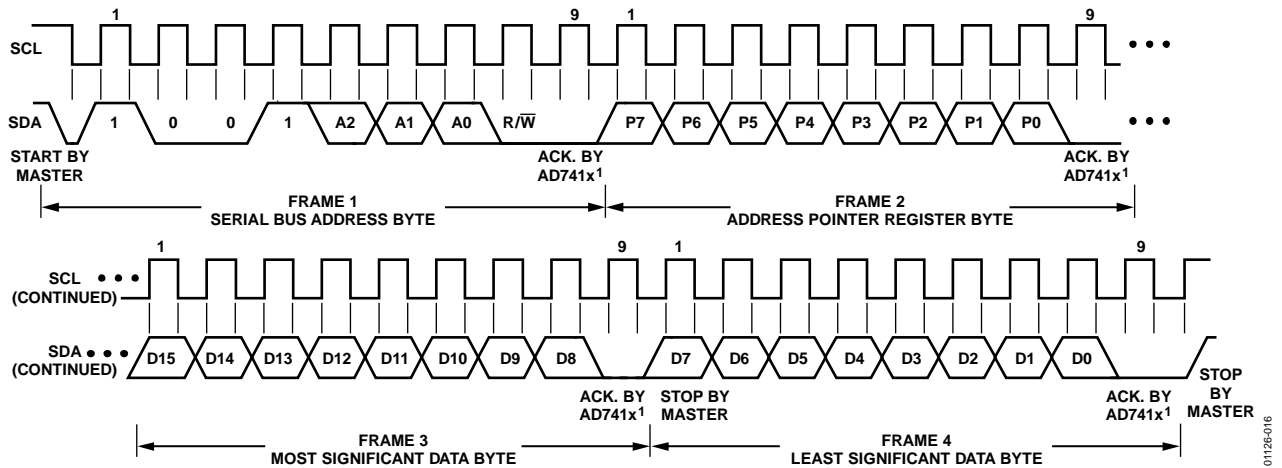 1 9 1 9
SCL
SDA 1 0 0 1 A2 A1 A0 R/W̅ P7 P6 P5 P4 P3 P2 P1 P0
START BY
MASTER
ACK. BY
AD741x¹
ACK. BY
AD741x¹
FRAME 1
SERIAL BUS ADDRESS BYTE
FRAME 2
ADDRESS POINTER REGISTER BYTE
1 9 1 9
SCL
(CONTINUED)
SDA
(CONTINUED)
D15 D14 D13 D12 D11 D10 D9 D8 D7 D6 D5 D4 D3 D2 D1 D0
ACK. BY
AD741x¹
STOP BY
MASTER
ACK. BY
AD741x¹
STOP
BY
MASTER
FRAME 3
MOST SIGNIFICANT DATA BYTE
FRAME 4
LEAST SIGNIFICANT DATA BYTE
01126-016